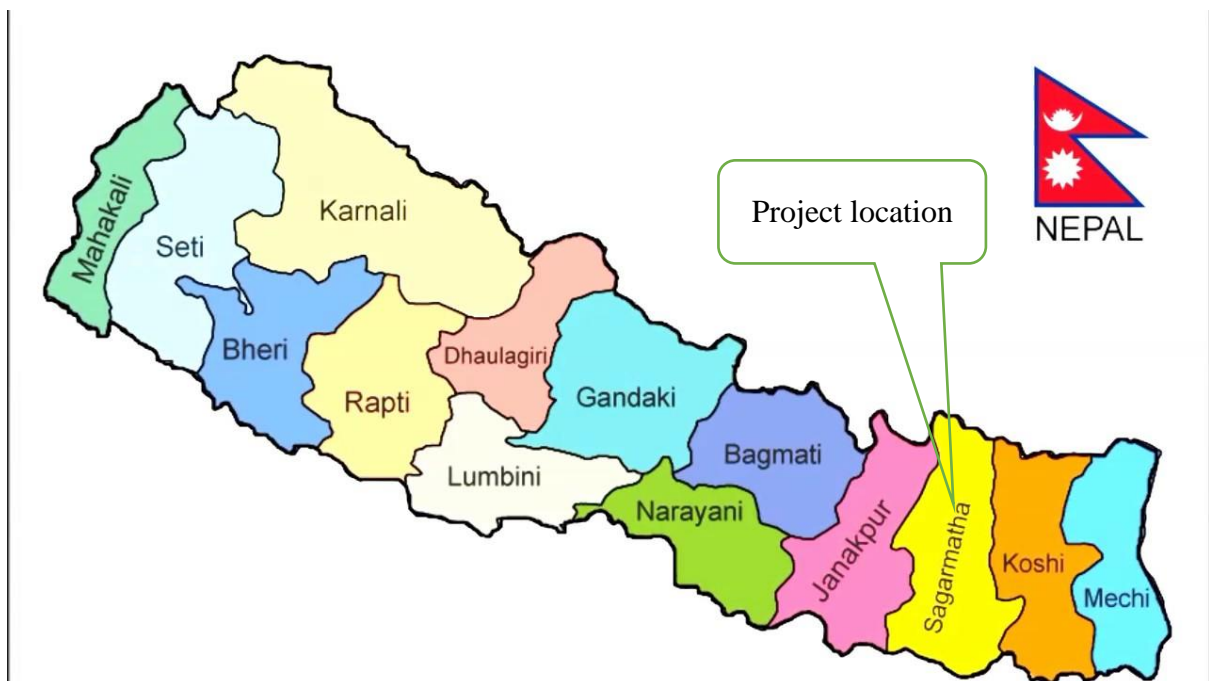 Mahakali
Seti
Karnali
Bheri
Rapti
Dhaulagiri
Lumbini
Gandaki
Narayani
Bagmati
Janakpur
Sagarmatha
Koshi
Mechi
Project location
NEPAL